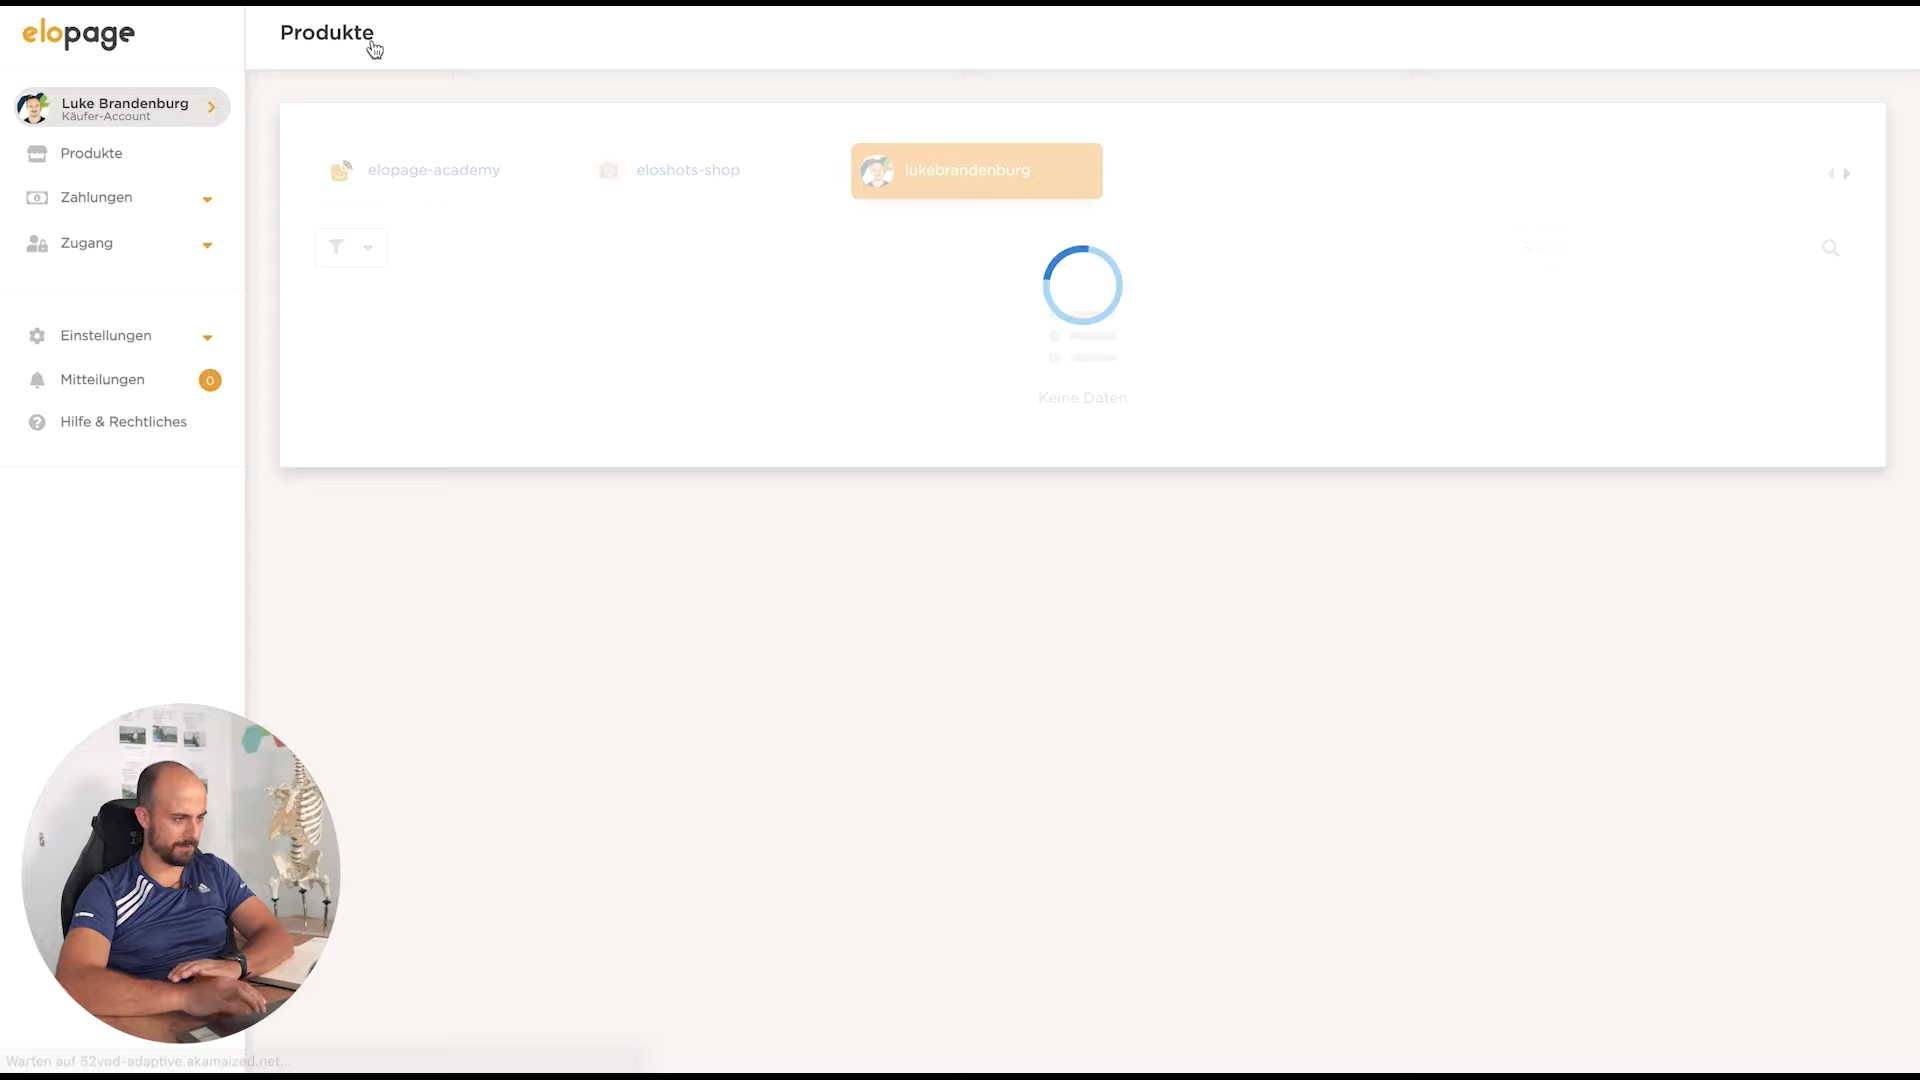 elopage
Produkte
Luke Brandenburg
Käufer-Account
Produkte
Zahlungen
Zugang
Einstellungen
Mitteilungen
0
Hilfe & Rechtliches
elopage-academy
eloshots-shop
lukebrandenburg
Keine Daten
Warten auf 52vod-adaptive.akamaized.net...